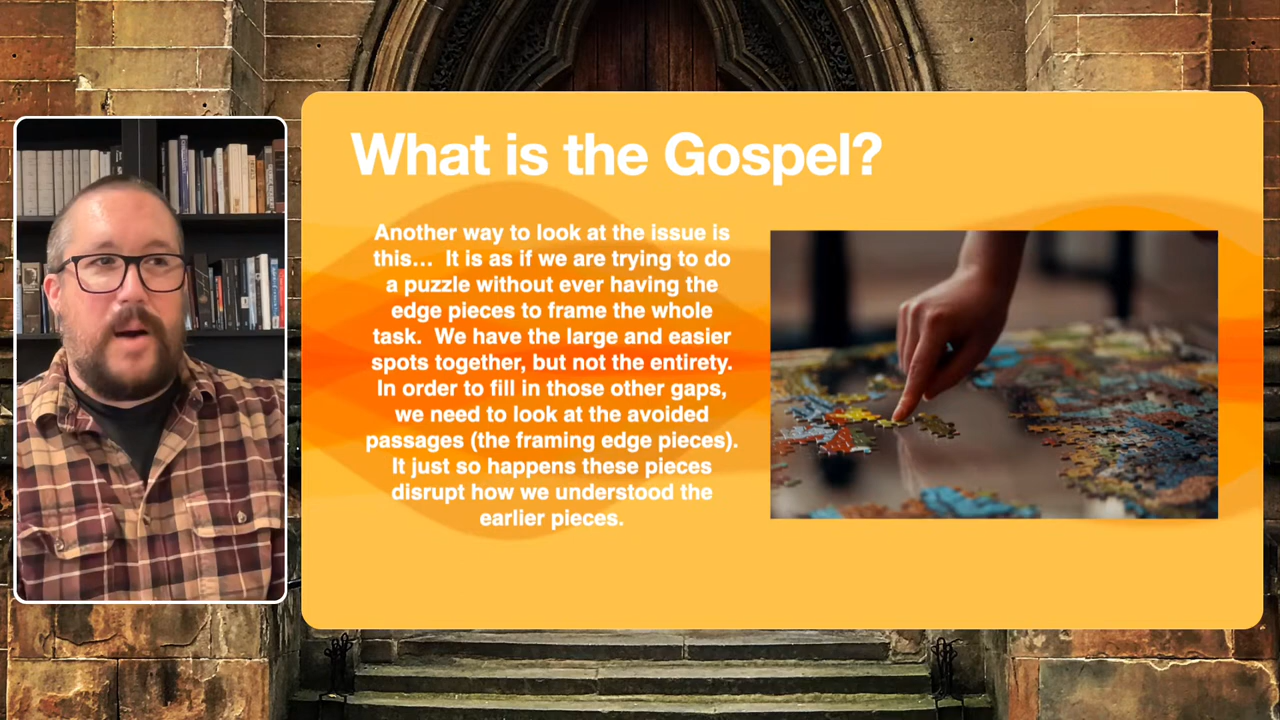 What is the Gospel?
Another way to look at the issue is
this... It is as if we are trying to do
a puzzle without ever having the
edge pieces to frame the whole
task. We have the large and easier
spots together, but not the entirety.
In order to fill in those other gaps,
we need to look at the avoided
passages (the framing edge pieces).
It just so happens these pieces
disrupt how we understood the
earlier pieces.